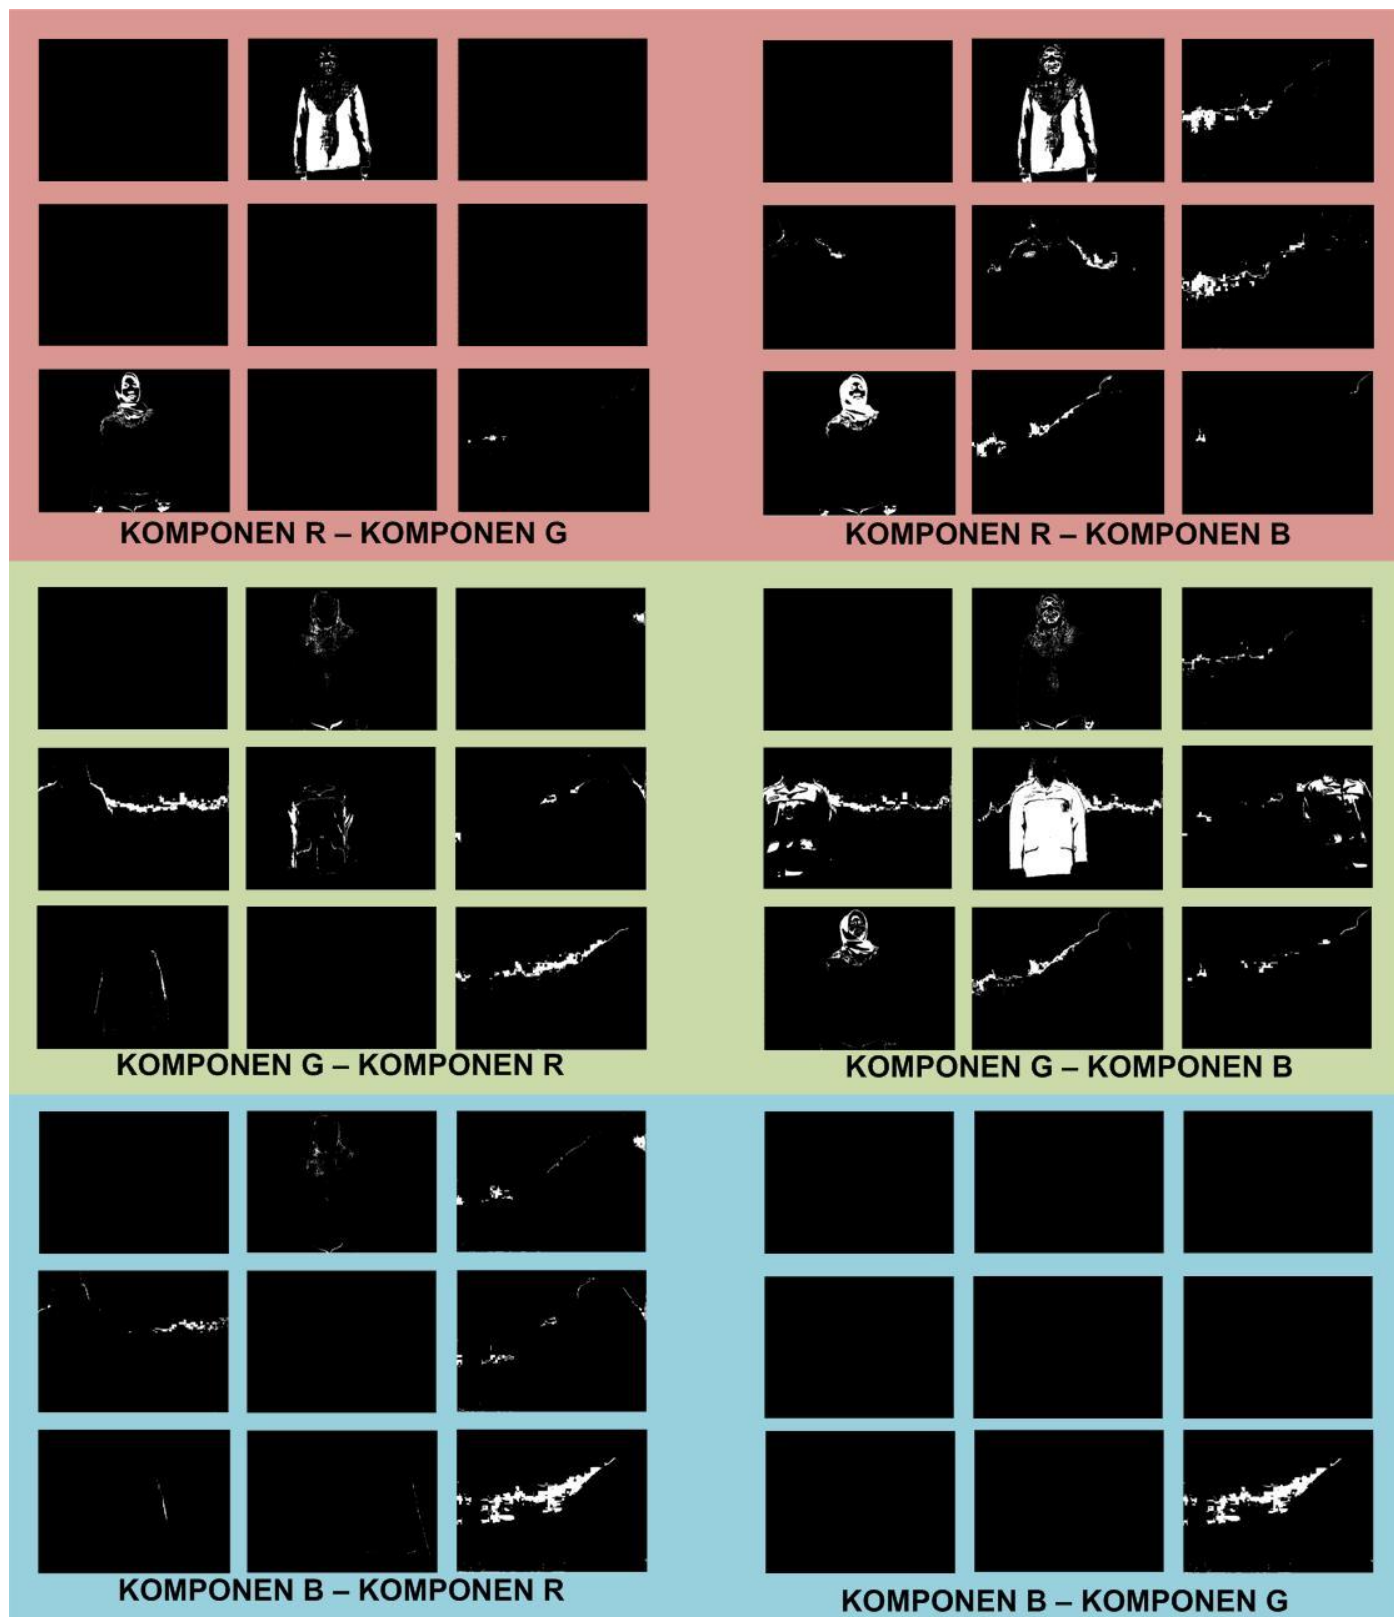 KOMPONEN R – KOMPONEN G
KOMPONEN R – KOMPONEN B
KOMPONEN G – KOMPONEN R
KOMPONEN G – KOMPONEN B
KOMPONEN B – KOMPONEN R
KOMPONEN B – KOMPONEN G